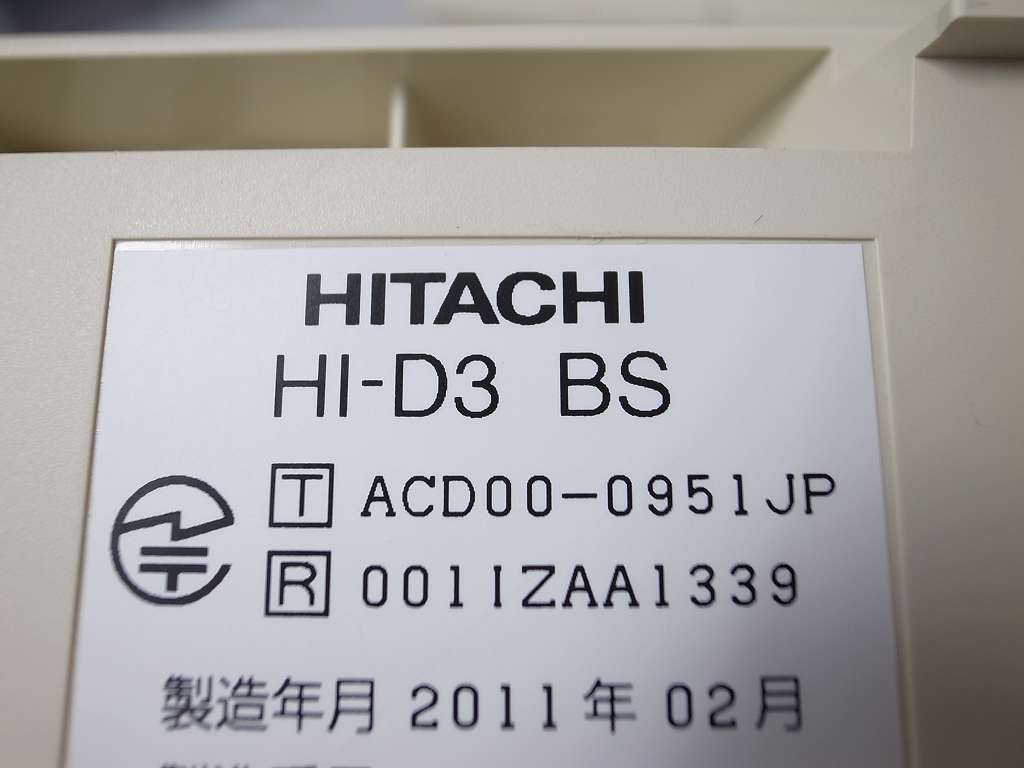 HITACHI
HI-D3 BS
T ACD00-0951JP
R 001IZAA1339
製造年月 2011年 02月